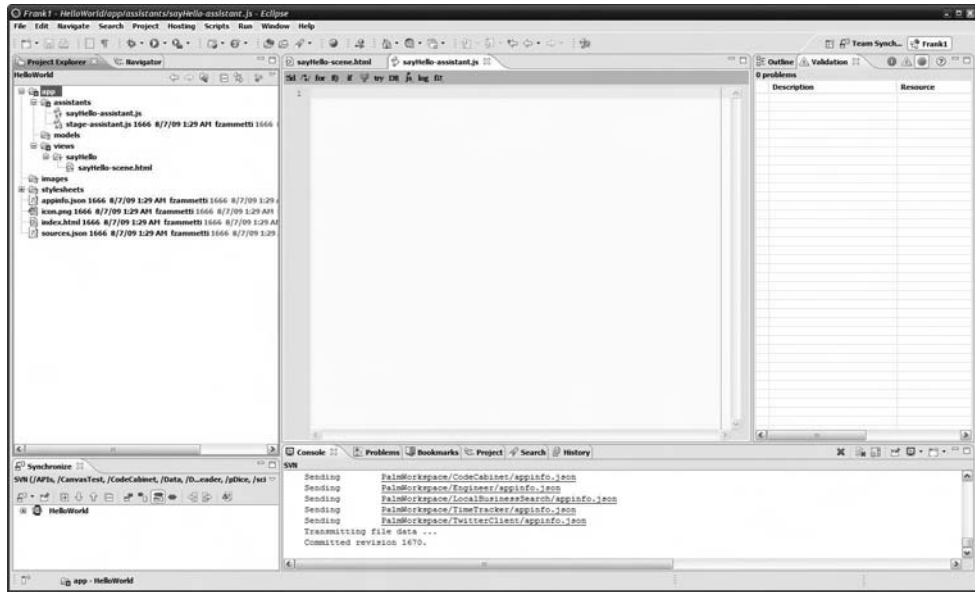 Frank1 - HelloWorld/app/assistants/sayHello-assistant.js - Eclipse
File Edit Navigate Search Project Hosting Scripts Run Window Help
Team Synch... Frank1
Project Explorer Navigator
sayHello-scene.html sayHello-assistant.js
Outline Validation
HelloWorld
for if try log
0 problems
Description Resource
1
app
assistants
sayHello-assistant.js
stage-assistant.js 1666 8/7/09 1:29 AM fzammetti 1666
models
views
sayHello
sayHello-scene.html
images
stylesheets
appinfo.json 1666 8/7/09 1:29 AM fzammetti 1666 8/7/09 1:29
icon.png 1666 8/7/09 1:29 AM fzammetti 1666 8/7/09 1:29 AM
index.html 1666 8/7/09 1:29 AM fzammetti 1666 8/7/09 1:29 AM
sources.json 1666 8/7/09 1:29 AM fzammetti 1666 8/7/09 1:29
Console Problems Bookmarks Project Search History
Synchronize
SVN
SVN (/APIs, /CanvasTest, /CodeCabinet, /Data, /D...eader, /pDice, /sci
HelloWorld
Sending PalmWorkspace/CodeCabinet/appinfo.json
Sending PalmWorkspace/Engineer/appinfo.json
Sending PalmWorkspace/LocalBusinessSearch/appinfo.json
Sending PalmWorkspace/TimeTracker/appinfo.json
Sending PalmWorkspace/TwitterClient/appinfo.json
Transmitting file data ...
Committed revision 1670.
app - HelloWorld